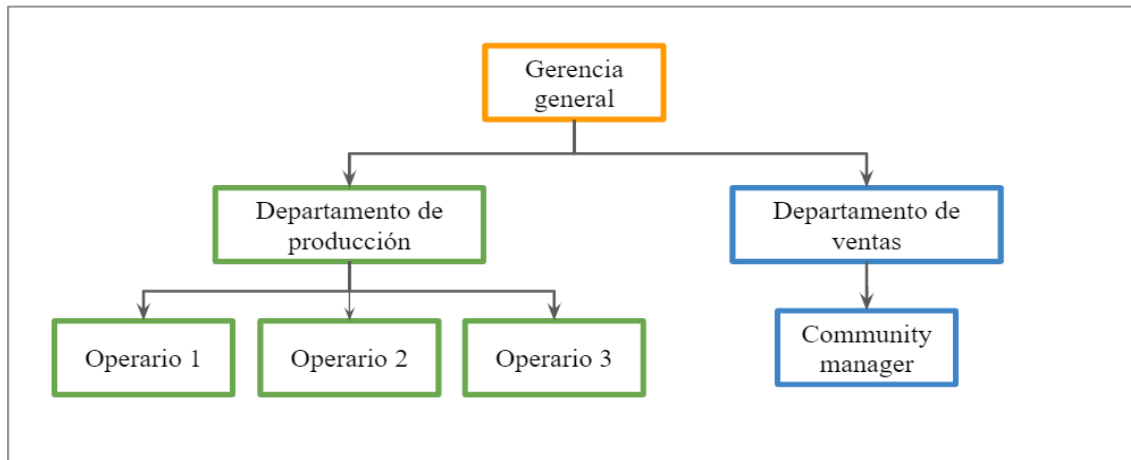 Gerencia
general
Departamento de
producción
Departamento de
ventas
Operario 1
Operario 2
Operario 3
Community
manager